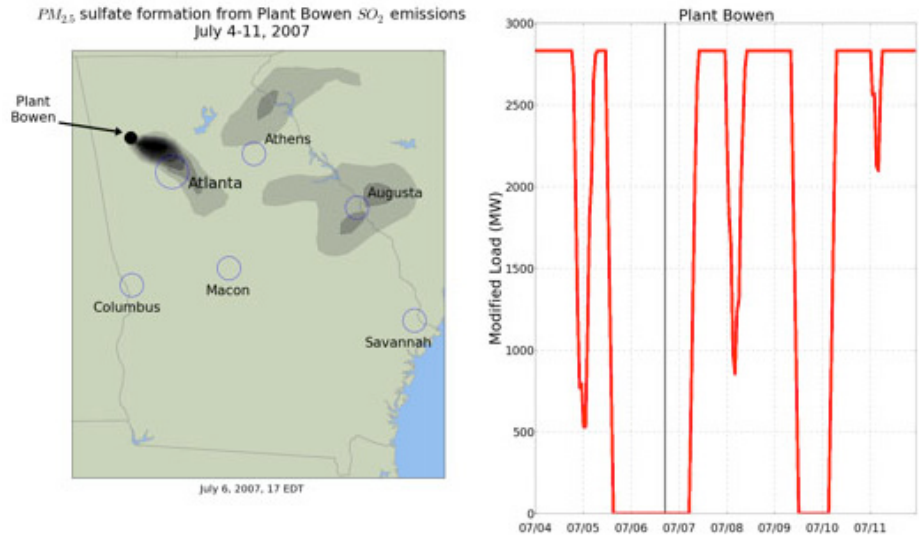 PM2.5 sulfate formation from Plant Bowen SO2 emissions
July 4-11, 2007
Plant
Bowen
Athens
Atlanta
Augusta
Macon
Columbus
Savannah
July 6, 2007, 17 EDT
Plant Bowen
Modified Load (MW)
3000
2500
2000
1500
1000
500
0
07/04 07/05 07/06 07/07 07/08 07/09 07/10 07/11